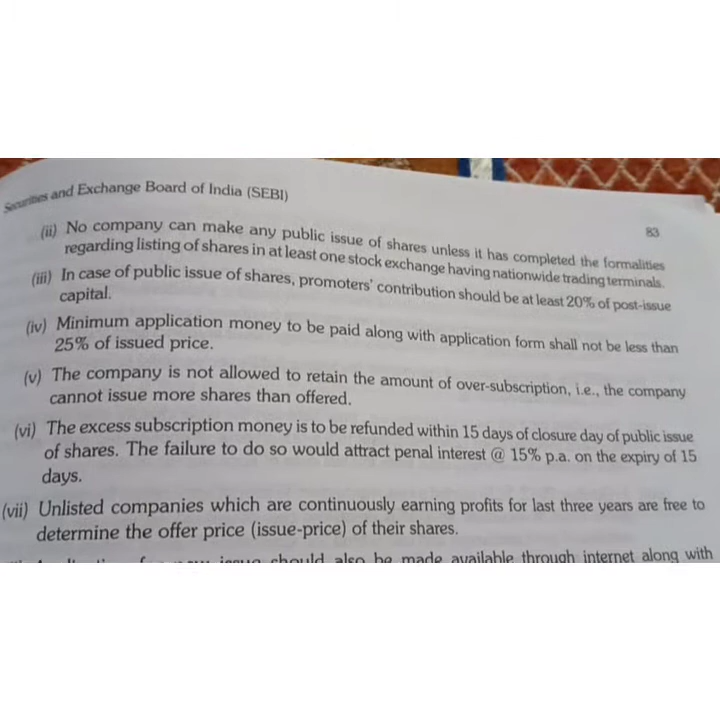 Securities and Exchange Board of India (SEBI)
83
(ii) No company can make any public issue of shares unless it has completed the formalities
regarding listing of shares in at least one stock exchange having nationwide trading terminals.
(iii) In case of public issue of shares, promoters' contribution should be at least 20% of post-issue
capital.
(iv) Minimum application money to be paid along with application form shall not be less than
25% of issued price.
(v) The company is not allowed to retain the amount of over-subscription, i.e., the company
cannot issue more shares than offered.
(vi) The excess subscription money is to be refunded within 15 days of closure day of public issue
of shares. The failure to do so would attract penal interest @ 15% p.a. on the expiry of 15
days.
(vii) Unlisted companies which are continuously earning profits for last three years are free to
determine the offer price (issue-price) of their shares.
issue should also be made available through internet along with